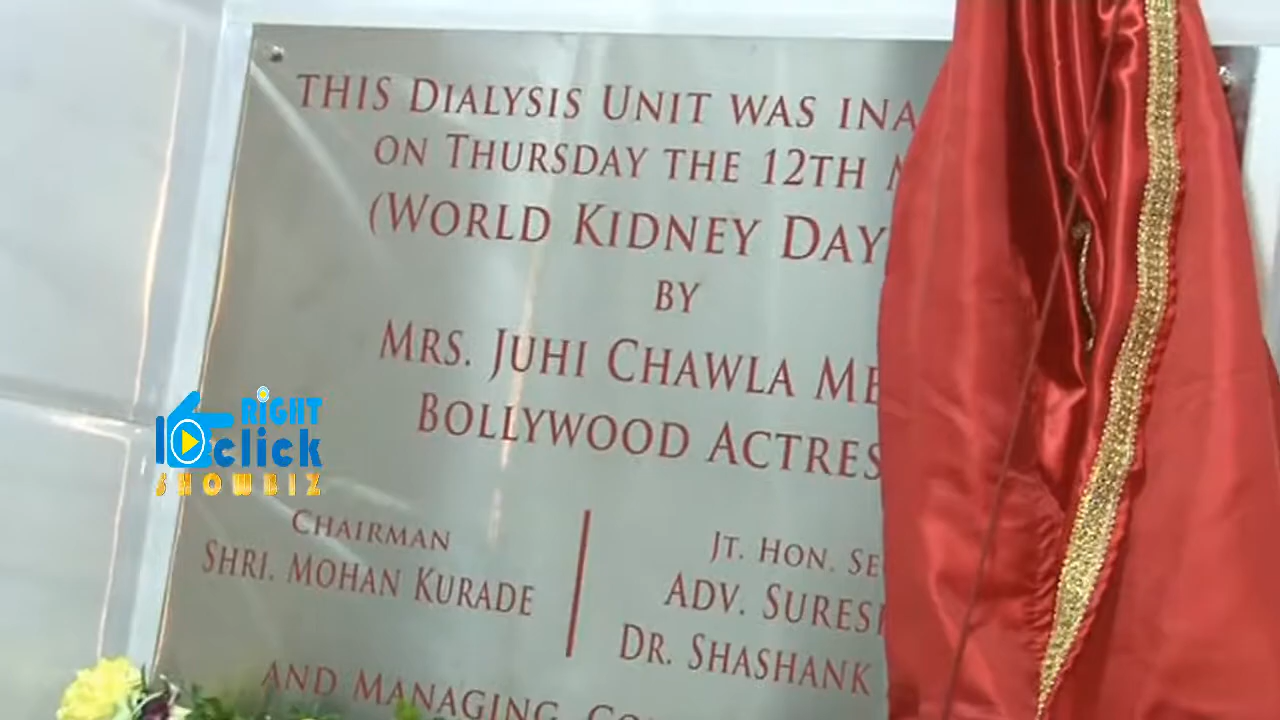 THIS DIALYSIS UNIT WAS INA
ON THURSDAY THE 12TH
(WORLD KIDNEY DAY
BY
MRS. JUHI CHAWLA ME
BOLLYWOOD ACTRES
RIGHT
click
SHOWBIZ
CHAIRMAN
SHRI. MOHAN KURADE
JT. HON. SE
ADV. SURES
DR. SHASHANK
AND MANAGING